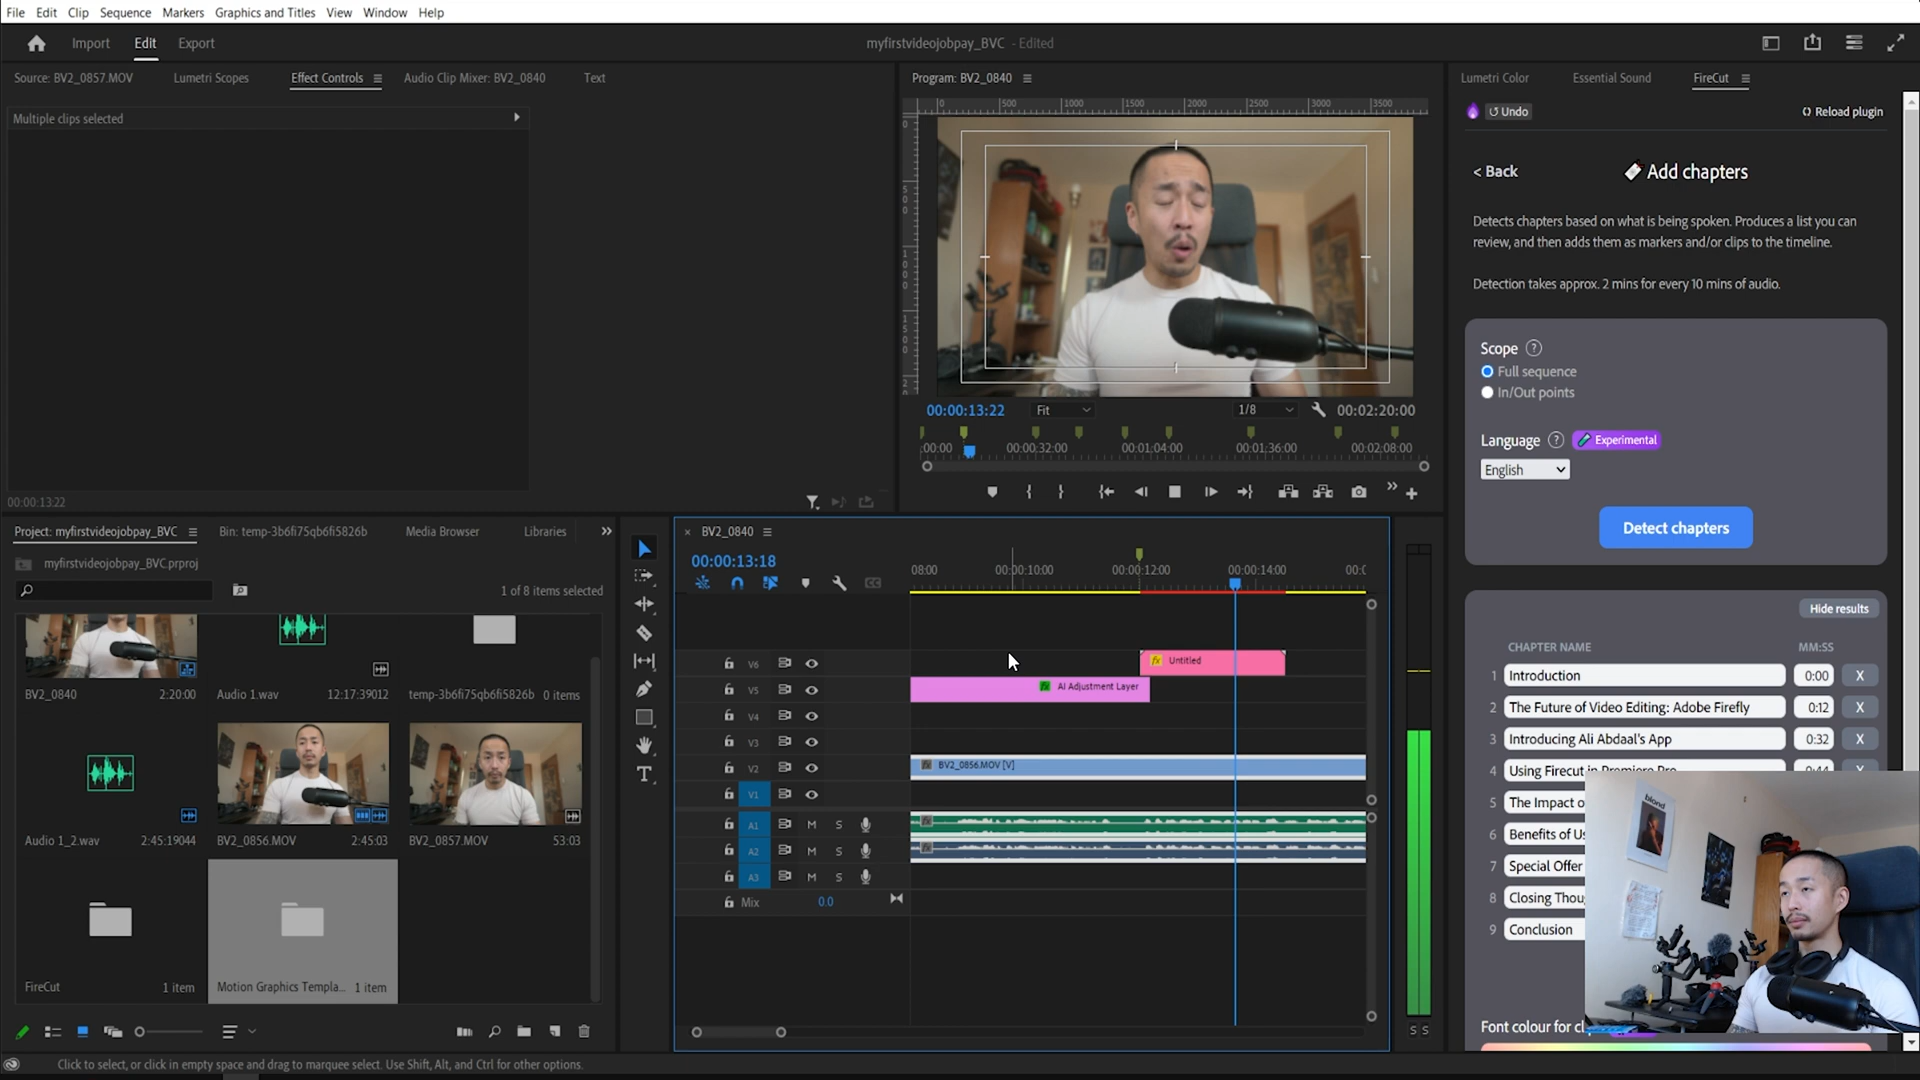 File Edit Clip Sequence Markers Graphics and Titles View Window Help
Import Edit Export
myfirstvideojobpay_BVC - Edited
Source: BV2_0857.MOV Lumetri Scopes Effect Controls Audio Clip Mixer: BV2_0840 Text
Multiple clips selected
00:00:13:22
Program: BV2_0840
0 500 1000 1500 2000 2500 3000 3500
00:00:13:22 Fit 1/8 00:02:20:00
:00:00 00:00:32:00 00:01:04:00 00:01:36:00 00:02:08:00
Lumetri Color Essential Sound FireCut
Undo Reload plugin
< Back Add chapters
Detects chapters based on what is being spoken. Produces a list you can
review, and then adds them as markers and/or clips to the timeline.
Detection takes approx. 2 mins for every 10 mins of audio.
Scope ?
Full sequence
In/Out points
Language ? Experimental
English
Detect chapters
Hide results
CHAPTER NAME MM:SS
1 Introduction 0:00 X
2 The Future of Video Editing: Adobe Firefly 0:12 X
3 Introducing Ali Abdaal's App 0:32 X
4 Using Firecut in Premiere Pro 0:44 X
5 The Impact o
6 Benefits of Us
7 Special Offer
8 Closing Thou
9 Conclusion
Font colour for cl
blond
Project: myfirstvideojobpay_BVC Bin: temp-3b6fi75qb6fi5826b Media Browser Libraries
myfirstvideojobpay_BVC.prproj
1 of 8 items selected
BV2_0840 2:20:00
Audio 1.wav 12:17:39012
temp-3b6fi75qb6fi5826b 0 items
Audio 1_2.wav 2:45:19044
BV2_0856.MOV 2:45:03
BV2_0857.MOV 53:03
FireCut 1 item
Motion Graphics Templa... 1 item
BV2_0840
00:00:13:18
08:00 00:00:10:00 00:00:12:00 00:00:14:00 00:0
V6 fx Untitled
V5 AI Adjustment Layer
V4
V3
V2 BV2_0856.MOV [V]
V1
A1 M S
A2 M S
A3 M S
Mix 0.0
S S
Click to select, or click in empty space and drag to marquee select. Use Shift, Alt, and Ctrl for other options.